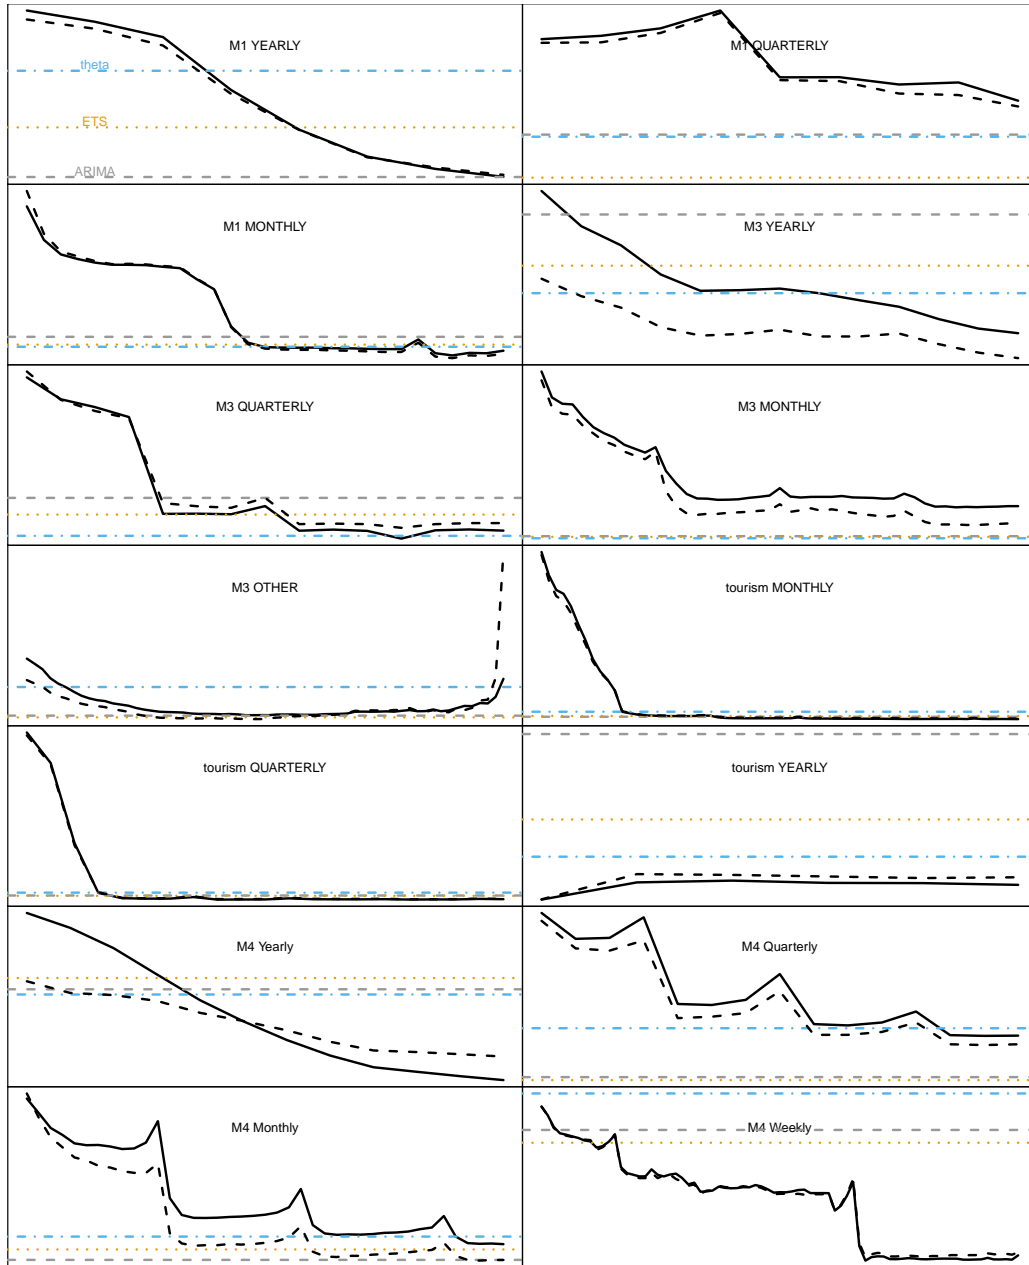 M1 YEARLY
M1 QUARTERLY
theta
ETS
ARIMA
M1 MONTHLY
M3 YEARLY
M3 QUARTERLY
M3 MONTHLY
M3 OTHER
tourism MONTHLY
tourism QUARTERLY
tourism YEARLY
M4 Yearly
M4 Quarterly
M4 Monthly
M4 Weekly